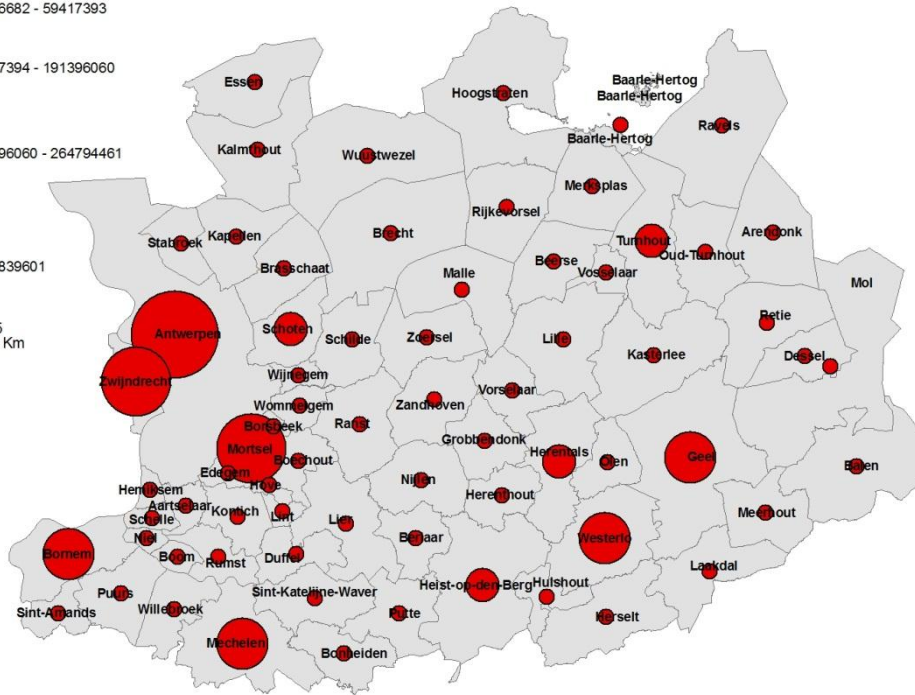 6682 - 59417393
7394 - 191396060
96060 - 264794461
839601
Km
Essen
Hoogstraten
Baarle-Hertog
Baarle-Hertog
Baarle-Hertog
Ravels
Kalmthout
Wuustwezel
Merksplas
Rijkevorsel
Stabroek
Kapellen
Brecht
Turnhout
Oud-Turnhout
Arendonk
Brasschaat
Malle
Beerse
Vosselaar
Mol
Antwerpen
Schoten
Schilde
Zoersel
Lille
Kasterlee
Retie
Dessel
Zwijndrecht
Wijnegem
Wommelgem
Zandhoven
Vorselaar
Borsbeek
Ranst
Mortsel
Grobbendonk
Boechout
Herentals
Olen
Geel
Balen
Edegem
Hove
Nijlen
Hemiksem
Aartselaar
Schelle
Kontich
Lint
Lier
Herenthout
Meerhout
Niel
Berlaar
Westerlo
Bornem
Boom
Rumst
Duffel
Laakdal
Puurs
Sint-Katelijne-Waver
Heist-op-den-Berg
Hulshout
Sint-Amands
Willebroek
Putte
Herselt
Mechelen
Bonheiden